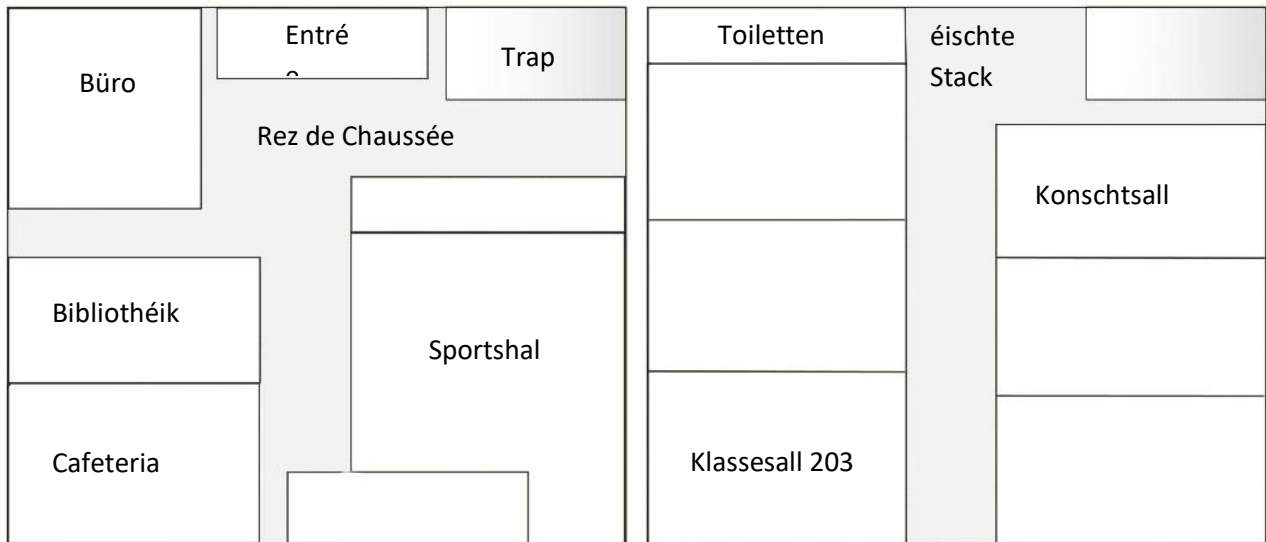 Büro
Entré
Trap
Rez de Chaussée
Bibliothéik
Sportshal
Cafeteria
Toiletten
éischte
Stack
Konschtsall
Klassesall 203